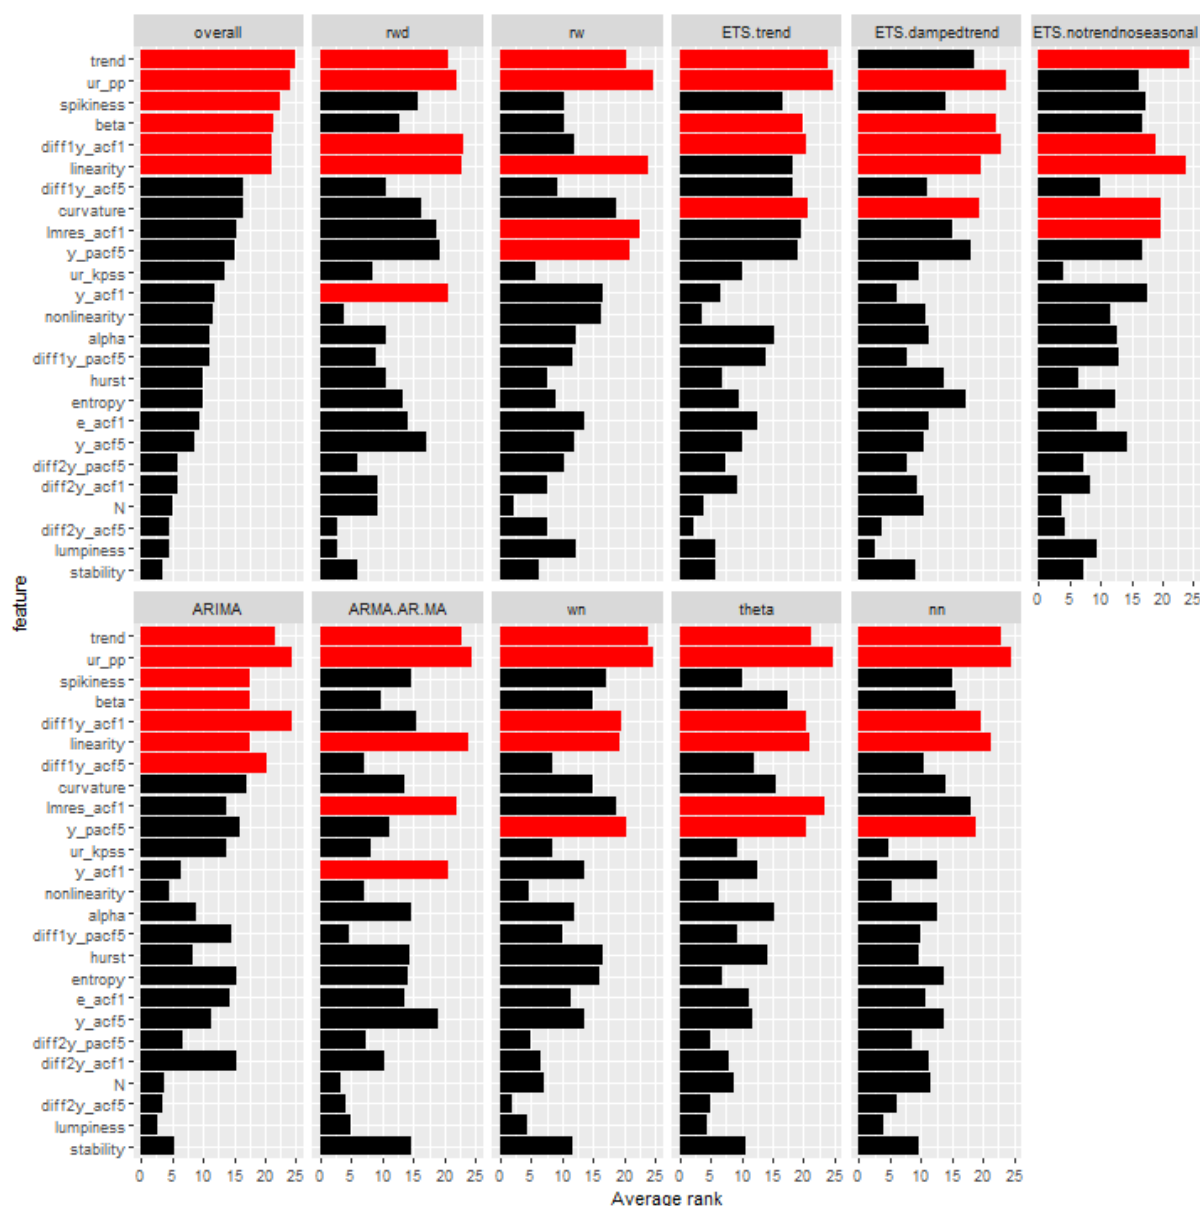 overall rwd rw ETS.trend ETS.dampedtrend ETS.notrendnoseasonal
trend
ur_pp
spikiness
beta
diff1y_acf1
linearity
diff1y_acf5
curvature
lmres_acf1
y_pacf5
ur_kpss
y_acf1
nonlinearity
alpha
diff1y_pacf5
hurst
entropy
e_acf1
y_acf5
diff2y_pacf5
diff2y_acf1
N
diff2y_acf5
lumpiness
stability
0 5 10 15 20 25
feature
ARIMA ARMA.AR.MA wn theta nn
trend
ur_pp
spikiness
beta
diff1y_acf1
linearity
diff1y_acf5
curvature
lmres_acf1
y_pacf5
ur_kpss
y_acf1
nonlinearity
alpha
diff1y_pacf5
hurst
entropy
e_acf1
y_acf5
diff2y_pacf5
diff2y_acf1
N
diff2y_acf5
lumpiness
stability
0 5 10 15 20 25 0 5 10 15 20 25 0 5 10 15 20 25 0 5 10 15 20 25 0 5 10 15 20 25
Average rank